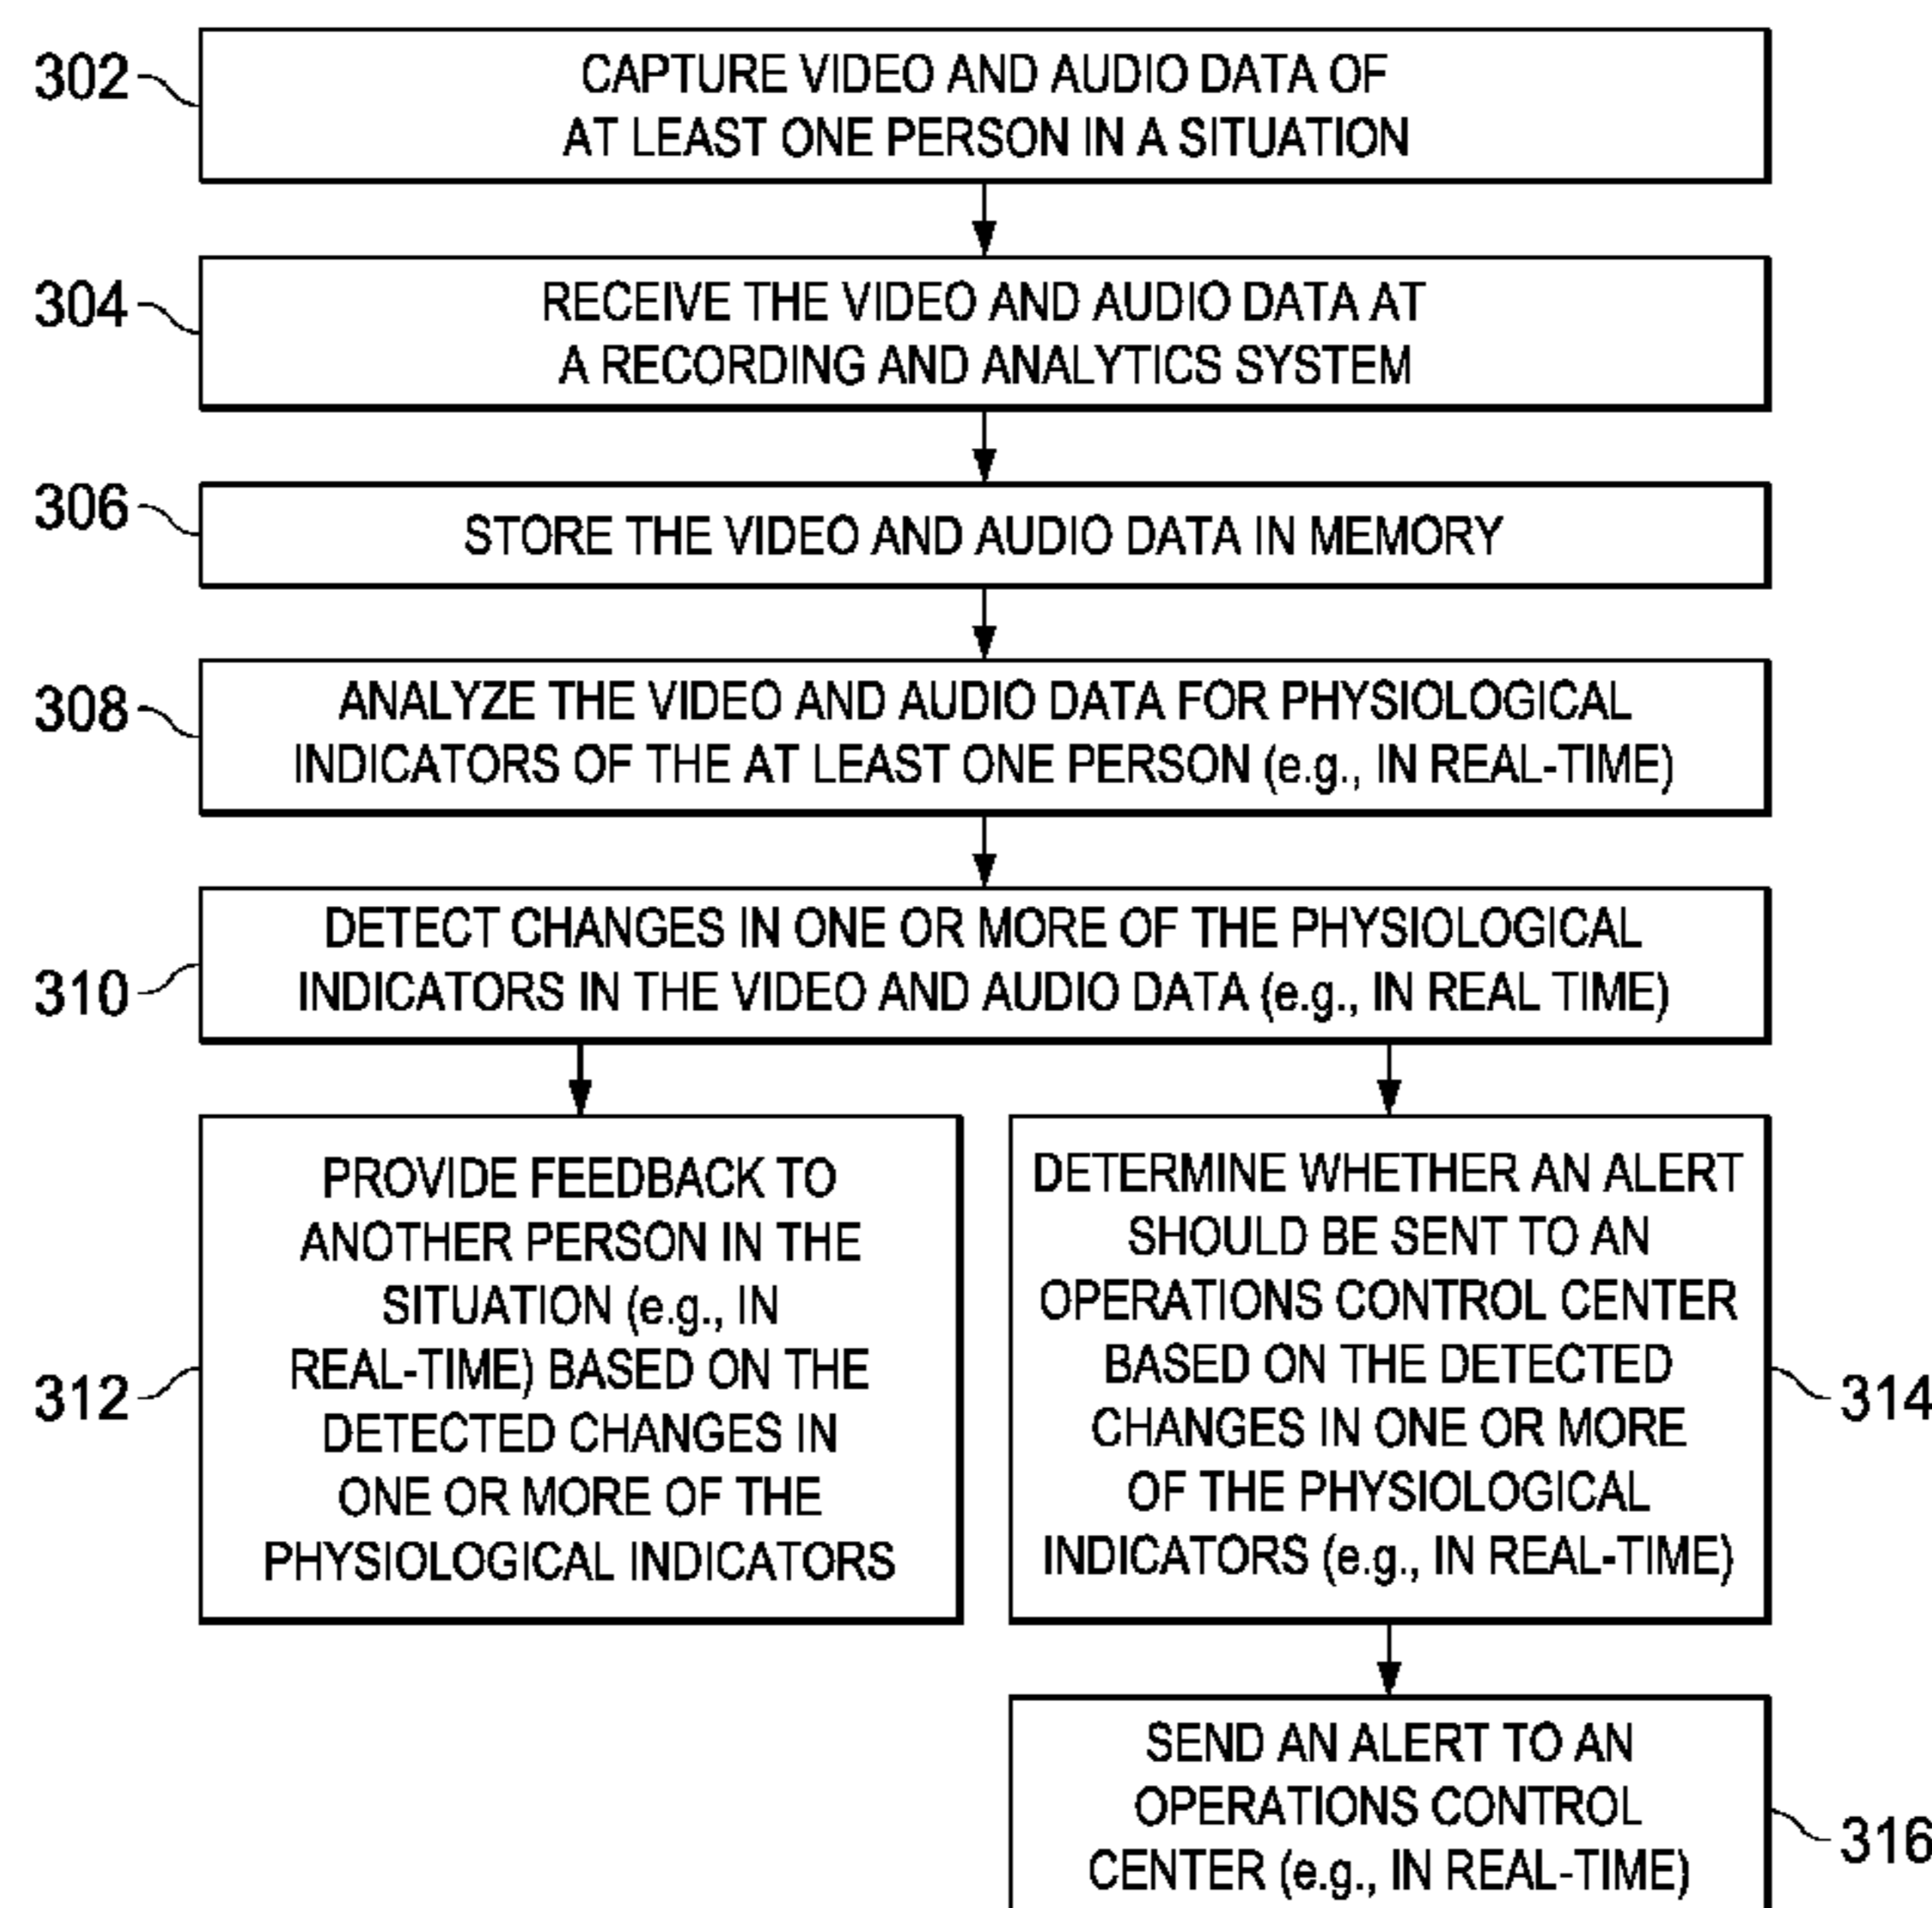 302
CAPTURE VIDEO AND AUDIO DATA OF
AT LEAST ONE PERSON IN A SITUATION
304
RECEIVE THE VIDEO AND AUDIO DATA AT
A RECORDING AND ANALYTICS SYSTEM
306
STORE THE VIDEO AND AUDIO DATA IN MEMORY
308
ANALYZE THE VIDEO AND AUDIO DATA FOR PHYSIOLOGICAL
INDICATORS OF THE AT LEAST ONE PERSON (e.g., IN REAL-TIME)
310
DETECT CHANGES IN ONE OR MORE OF THE PHYSIOLOGICAL
INDICATORS IN THE VIDEO AND AUDIO DATA (e.g., IN REAL TIME)
312
PROVIDE FEEDBACK TO
ANOTHER PERSON IN THE
SITUATION (e.g., IN
REAL-TIME) BASED ON THE
DETECTED CHANGES IN
ONE OR MORE OF THE
PHYSIOLOGICAL INDICATORS
DETERMINE WHETHER AN ALERT
SHOULD BE SENT TO AN
OPERATIONS CONTROL CENTER
BASED ON THE DETECTED
CHANGES IN ONE OR MORE
OF THE PHYSIOLOGICAL
INDICATORS (e.g., IN REAL-TIME)
314
SEND AN ALERT TO AN
OPERATIONS CONTROL
CENTER (e.g., IN REAL-TIME)
316